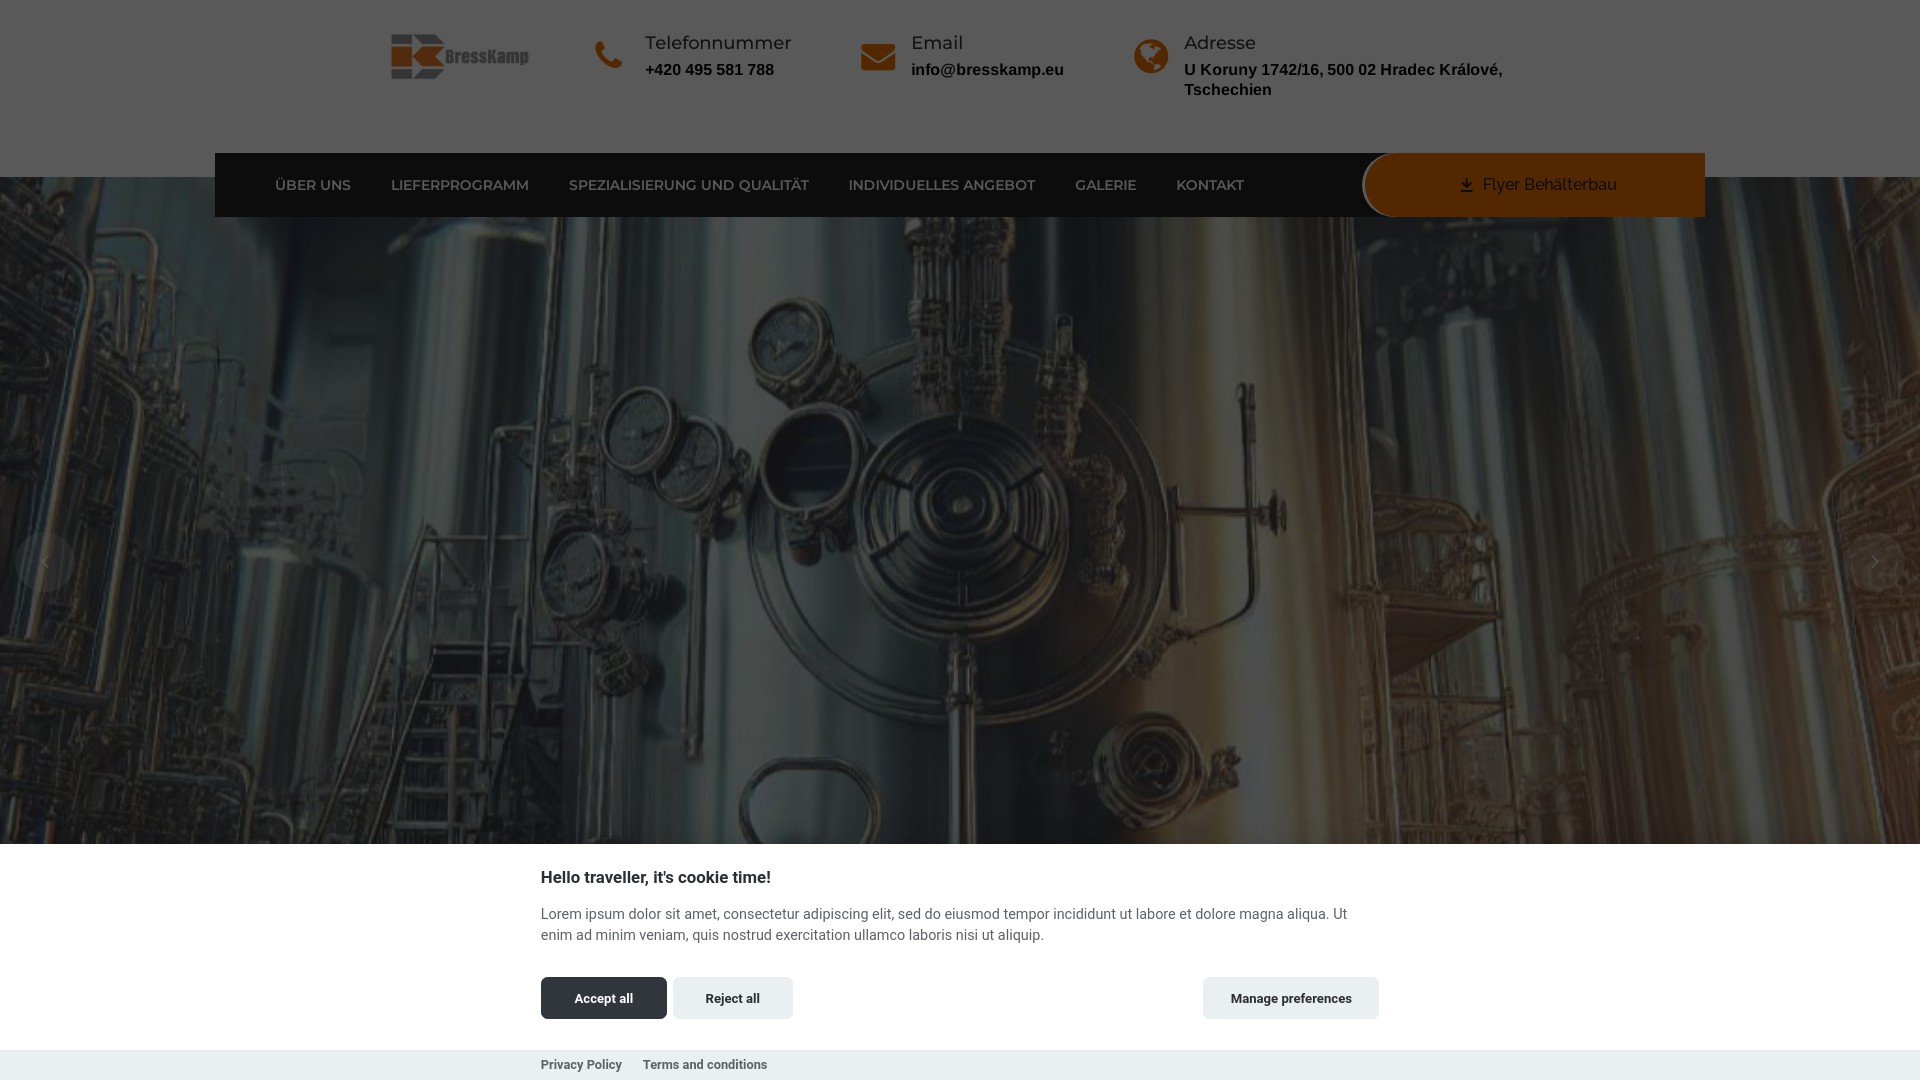 BressKamp
Telefonnummer
+420 495 581 788
Email
info@bresskamp.eu
Adresse
U Koruny 1742/16, 500 02 Hradec Králové,
Tschechien
ÜBER UNS
LIEFERPROGRAMM
SPEZIALISIERUNG UND QUALITÄT
INDIVIDUELLES ANGEBOT
GALERIE
KONTAKT
Flyer Behälterbau
Hello traveller, it's cookie time!
Lorem ipsum dolor sit amet, consectetur adipiscing elit, sed do eiusmod tempor incididunt ut labore et dolore magna aliqua. Ut
enim ad minim veniam, quis nostrud exercitation ullamco laboris nisi ut aliquip.
Accept all
Reject all
Manage preferences
Privacy Policy
Terms and conditions